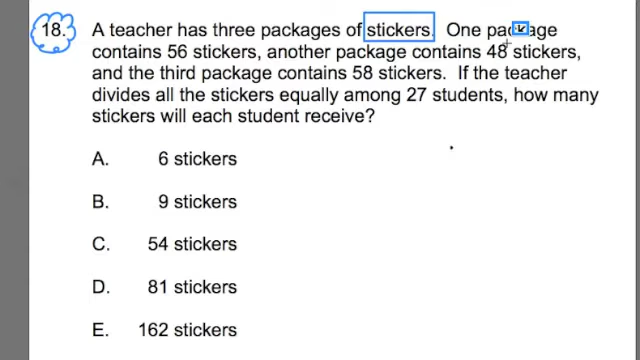 18. A teacher has three packages of stickers. One package
contains 56 stickers, another package contains 48 stickers,
and the third package contains 58 stickers. If the teacher
divides all the stickers equally among 27 students, how many
stickers will each student receive?
A. 6 stickers
B. 9 stickers
C. 54 stickers
D. 81 stickers
E. 162 stickers